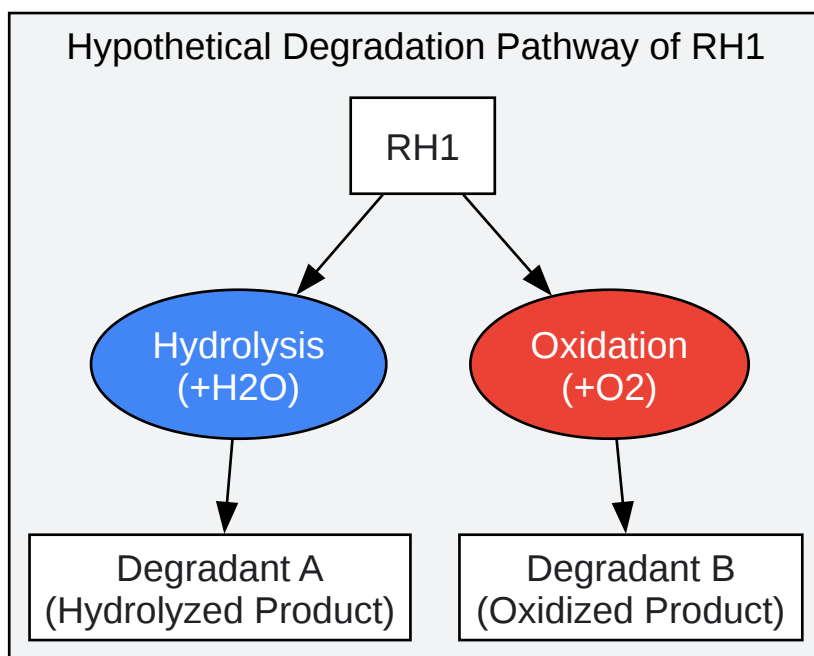 Hypothetical Degradation Pathway of RH1
RH1
Hydrolysis
(+H2O)
Oxidation
(+O2)
Degradant A
(Hydrolyzed Product)
Degradant B
(Oxidized Product)